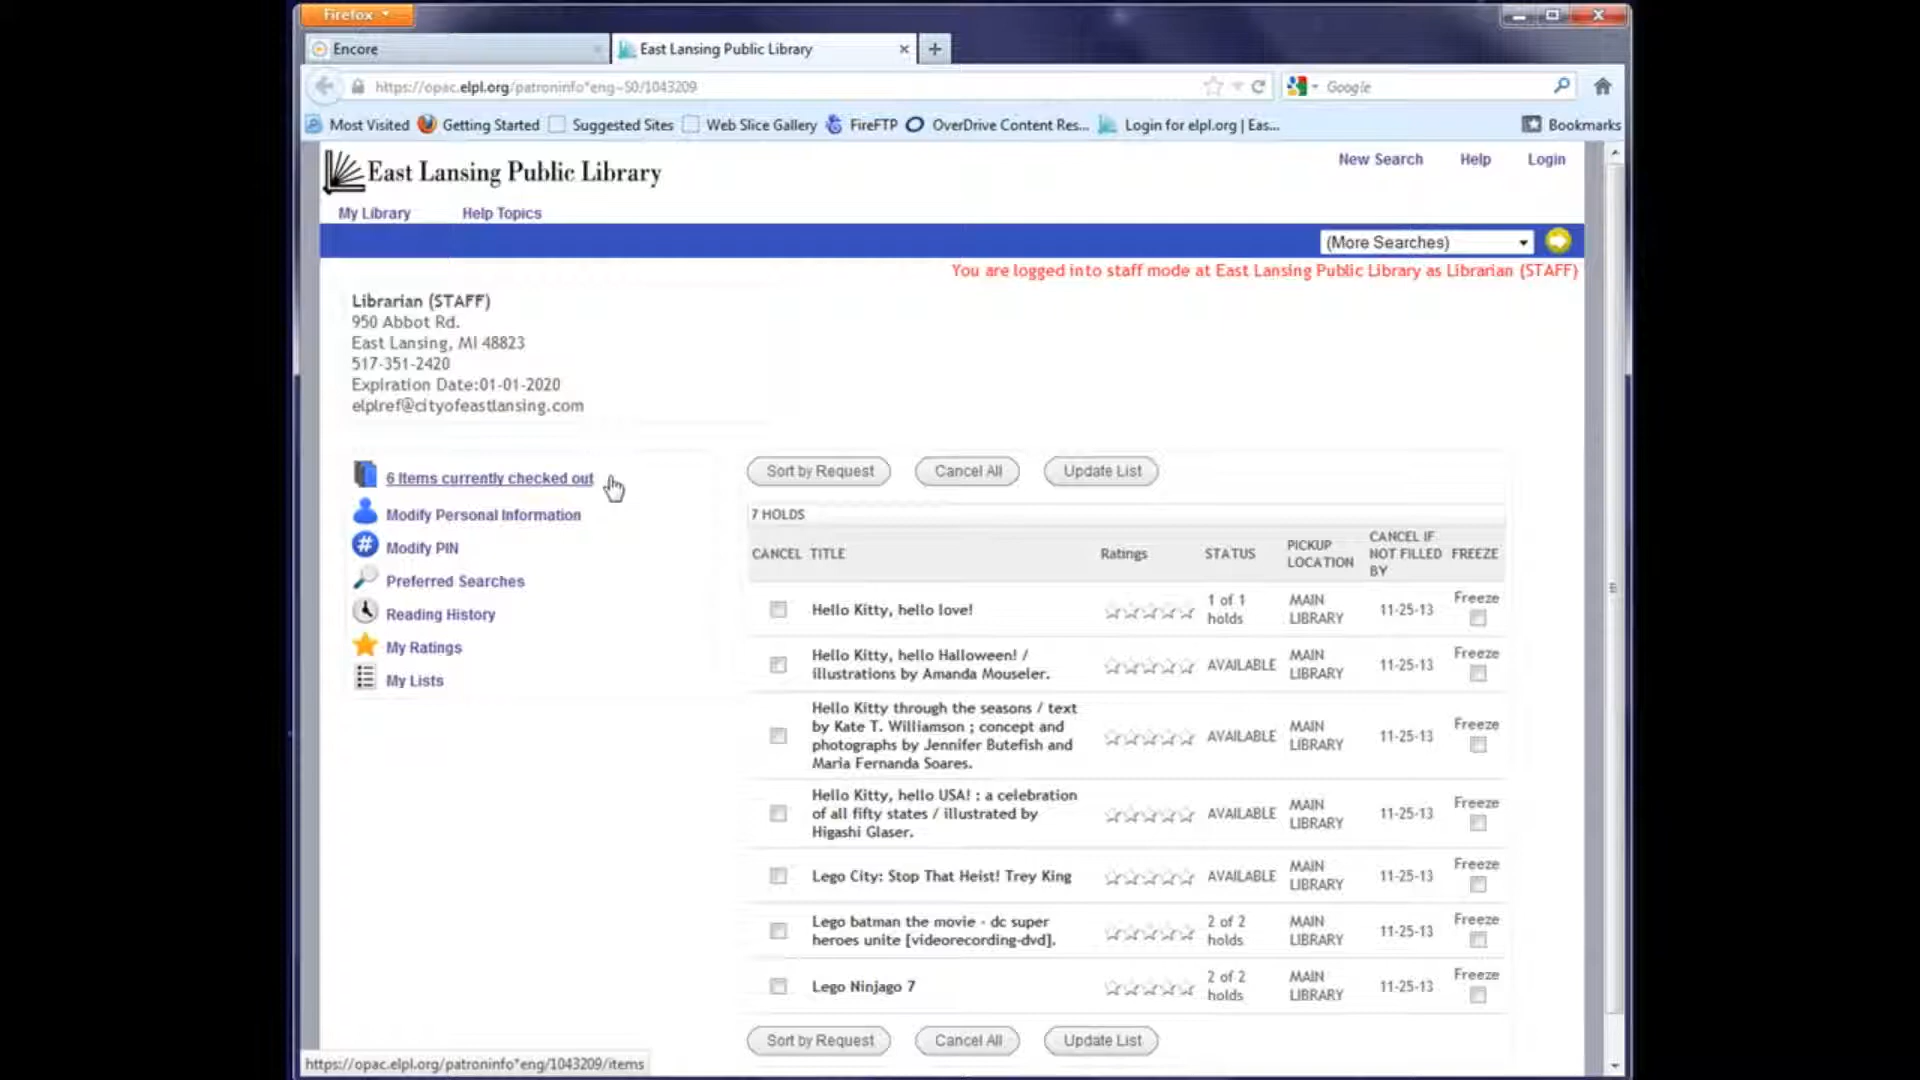 Firefox
Encore
East Lansing Public Library
https://opac.elpl.org/patroninfo*eng~S0/1043209
Google
Most Visited
Getting Started
Suggested Sites
Web Slice Gallery
FireFTP
OverDrive Content Res...
Login for elpl.org | Eas...
Bookmarks
East Lansing Public Library
New Search
Help
Login
My Library
Help Topics
(More Searches)
You are logged into staff mode at East Lansing Public Library as Librarian (STAFF)
Librarian (STAFF)
950 Abbot Rd.
East Lansing, MI 48823
517-351-2420
Expiration Date:01-01-2020
elplref@cityofeastlansing.com
6 Items currently checked out
Modify Personal Information
# Modify PIN
Preferred Searches
Reading History
My Ratings
My Lists
Sort by Request
Cancel All
Update List
7 HOLDS
CANCEL TITLE Ratings STATUS PICKUP LOCATION CANCEL IF NOT FILLED BY FREEZE
Hello Kitty, hello love!
1 of 1
holds
MAIN
LIBRARY
11-25-13
Freeze
Hello Kitty, hello Halloween! /
illustrations by Amanda Mouseler.
AVAILABLE
MAIN
LIBRARY
11-25-13
Freeze
Hello Kitty through the seasons / text
by Kate T. Williamson ; concept and
photographs by Jennifer Butefish and
Maria Fernanda Soares.
AVAILABLE
MAIN
LIBRARY
11-25-13
Freeze
Hello Kitty, hello USA! : a celebration
of all fifty states / illustrated by
Higashi Glaser.
AVAILABLE
MAIN
LIBRARY
11-25-13
Freeze
Lego City: Stop That Heist! Trey King
AVAILABLE
MAIN
LIBRARY
11-25-13
Freeze
Lego batman the movie - dc super
heroes unite [videorecording-dvd].
2 of 2
holds
MAIN
LIBRARY
11-25-13
Freeze
Lego Ninjago 7
2 of 2
holds
MAIN
LIBRARY
11-25-13
Freeze
Sort by Request
Cancel All
Update List
https://opac.elpl.org/patroninfo*eng/1043209/items